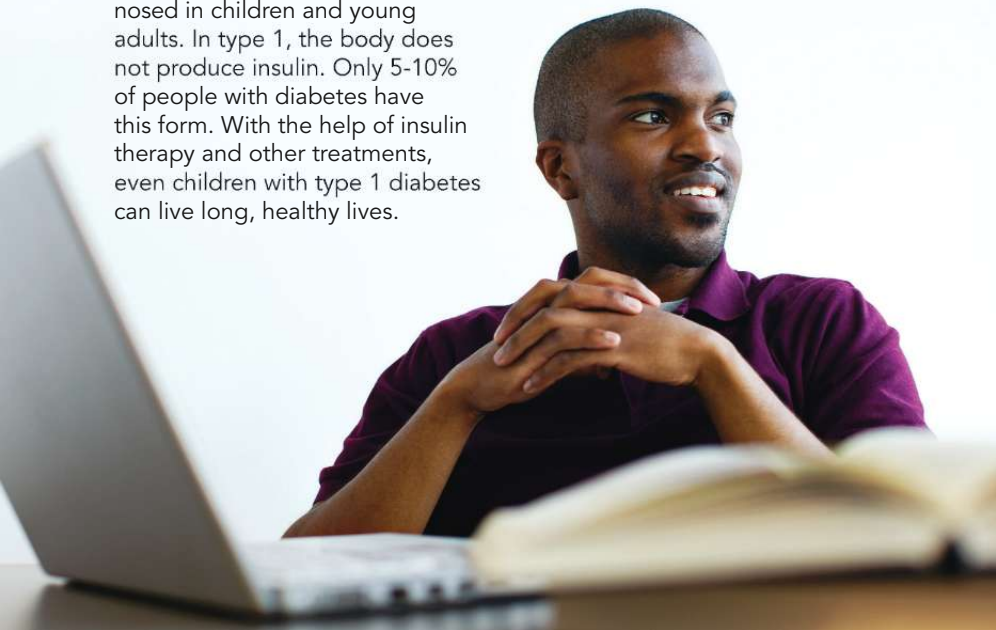 nosed in children and young
adults. In type 1, the body does
not produce insulin. Only 5-10%
of people with diabetes have
this form. With the help of insulin
therapy and other treatments,
even children with type 1 diabetes
can live long, healthy lives.